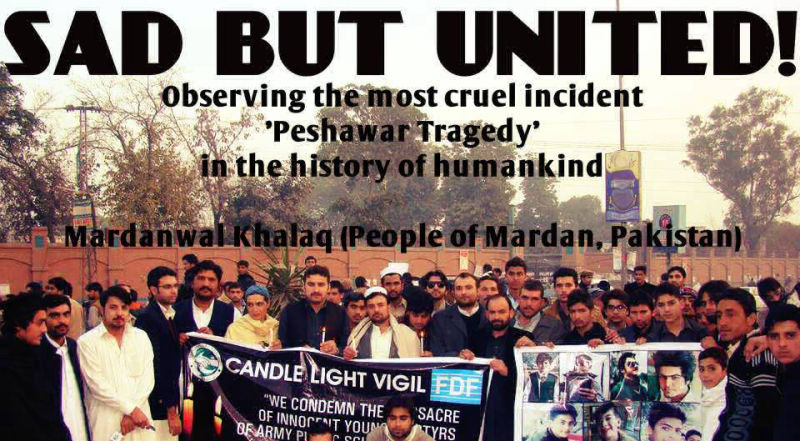 SAD BUT UNITED!
Observing the most cruel incident
'Peshawar Tragedy'
in the history of humankind
Mardanwal Khalaq (People of Mardan, Pakistan)
CANDLE LIGHT VIGIL FDF
"WE CONDEMN THE
OF INNOCENT YOUNG
OF ARMY